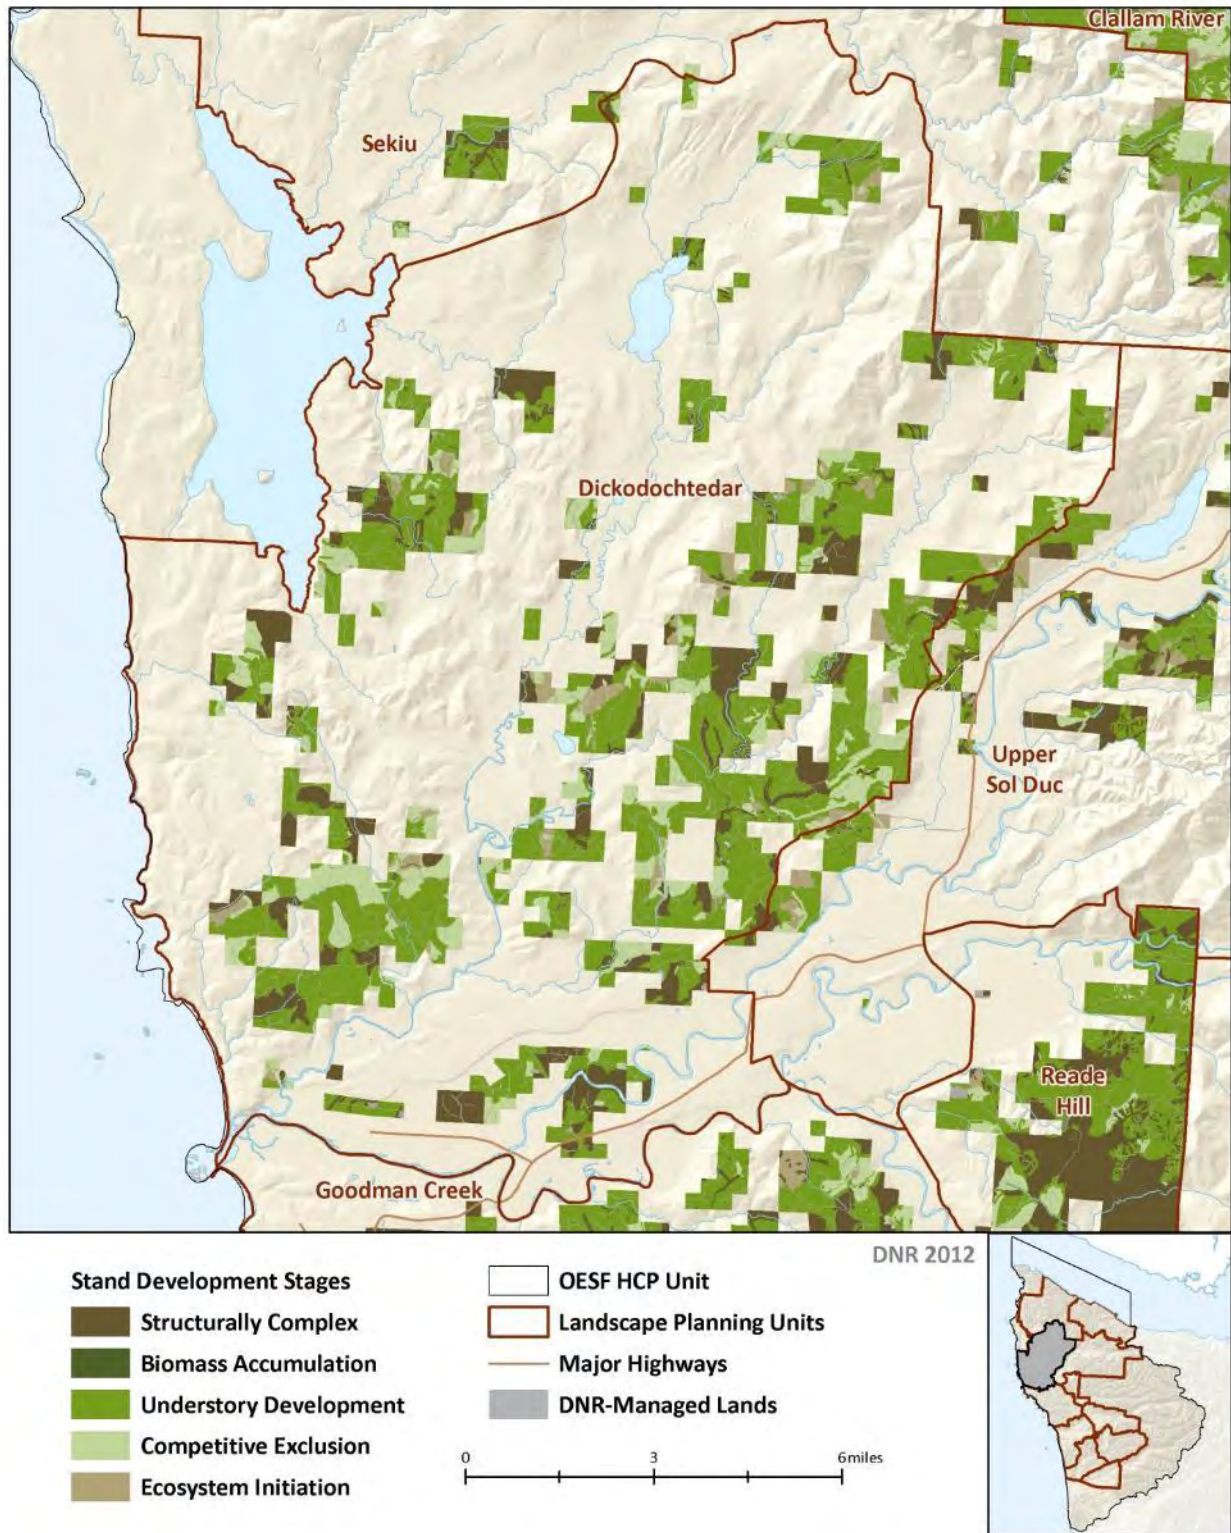 Clallam River
Sekiu
Dickodochtedar
Upper
Sol Duc
Reade
Hill
Goodman Creek
DNR 2012
Stand Development Stages
Structurally Complex
Biomass Accumulation
Understory Development
Competitive Exclusion
Ecosystem Initiation
OESF HCP Unit
Landscape Planning Units
Major Highways
DNR-Managed Lands
0 3 6miles